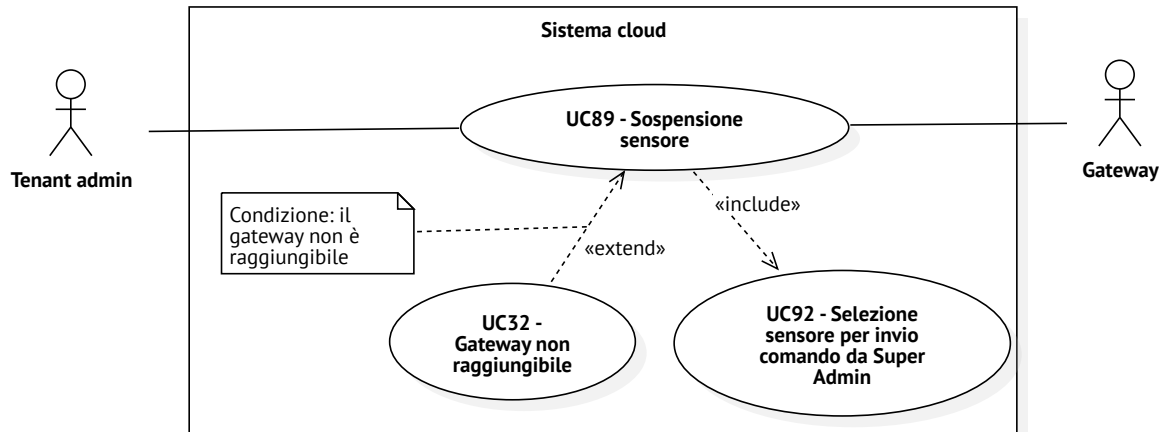 Sistema cloud
UC89 - Sospensione
sensore
Tenant admin
Gateway
Condizione: il
gateway non è
raggiungibile
«include»
«extend»
UC32 -
Gateway non
raggiungibile
UC92 - Selezione
sensore per invio
comando da Super
Admin